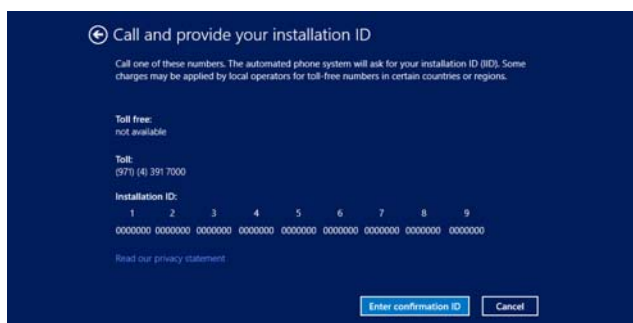 Call and provide your installation ID
Call one of these numbers. The automated phone system will ask for your installation ID (IID). Some
charges may be applied by local operators for toll-free numbers in certain countries or regions.
Toll free:
not available
Toll:
(971) (4) 391 7000
Installation ID:
1 2 3 4 5 6 7 8 9
0000000 0000000 0000000 0000000 0000000 0000000 0000000 0000000 0000000
Read our privacy statement
Enter confirmation ID Cancel